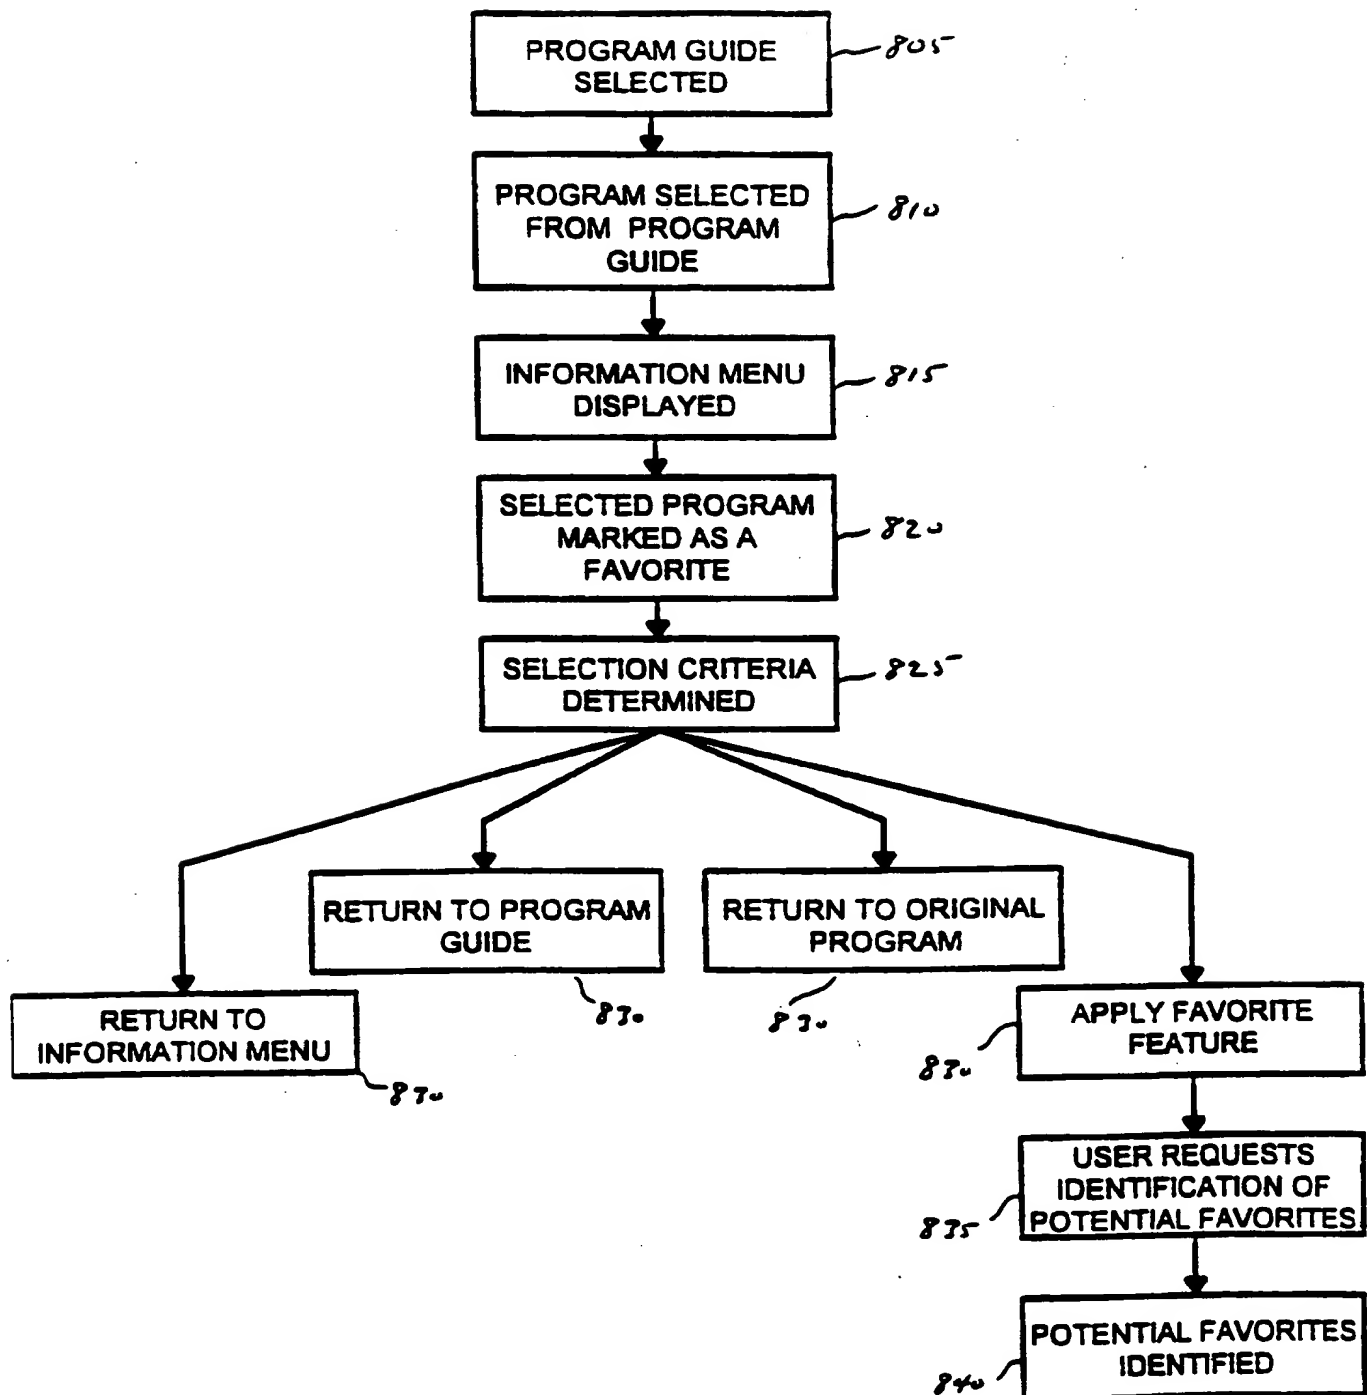 PROGRAM GUIDE
SELECTED
805
PROGRAM SELECTED
FROM PROGRAM
GUIDE
810
INFORMATION MENU
DISPLAYED
815
SELECTED PROGRAM
MARKED AS A
FAVORITE
820
SELECTION CRITERIA
DETERMINED
825
RETURN TO
INFORMATION MENU
830
RETURN TO PROGRAM
GUIDE
830
RETURN TO ORIGINAL
PROGRAM
830
APPLY FAVORITE
FEATURE
830
USER REQUESTS
IDENTIFICATION OF
POTENTIAL FAVORITES
835
POTENTIAL FAVORITES
IDENTIFIED
840